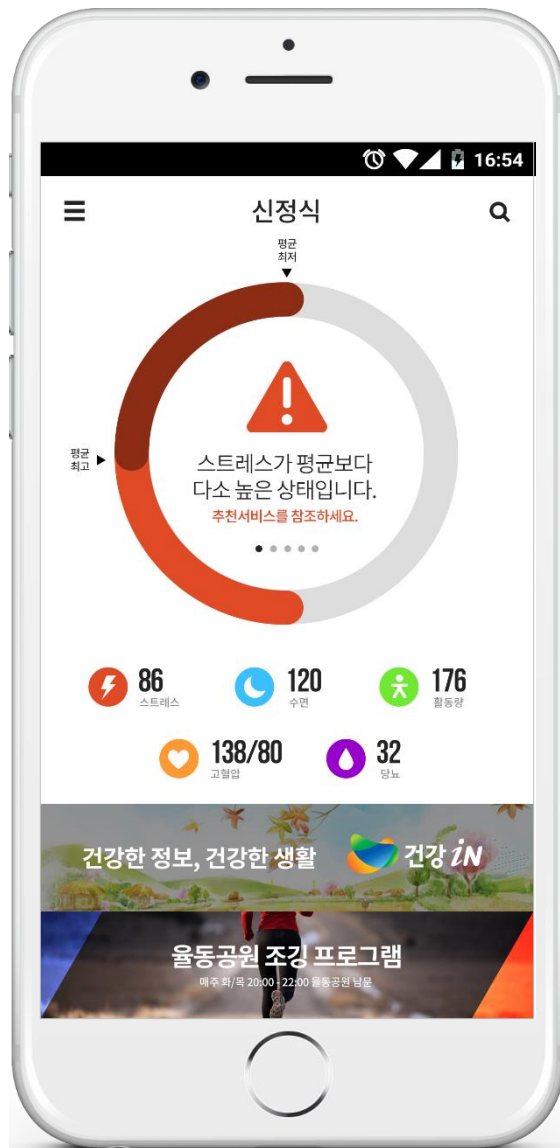 16:54
신정식
평균
최저
평균
최고
스트레스가 평균보다
다소 높은 상태입니다.
추천서비스를 참조하세요.
86
스트레스
120
수면
176
활동량
138/80
고혈압
32
당뇨
건강한 정보, 건강한 생활
건강iN
율동공원 조깅 프로그램
매주 화/목 20:00 - 22:00 율동공원 남문